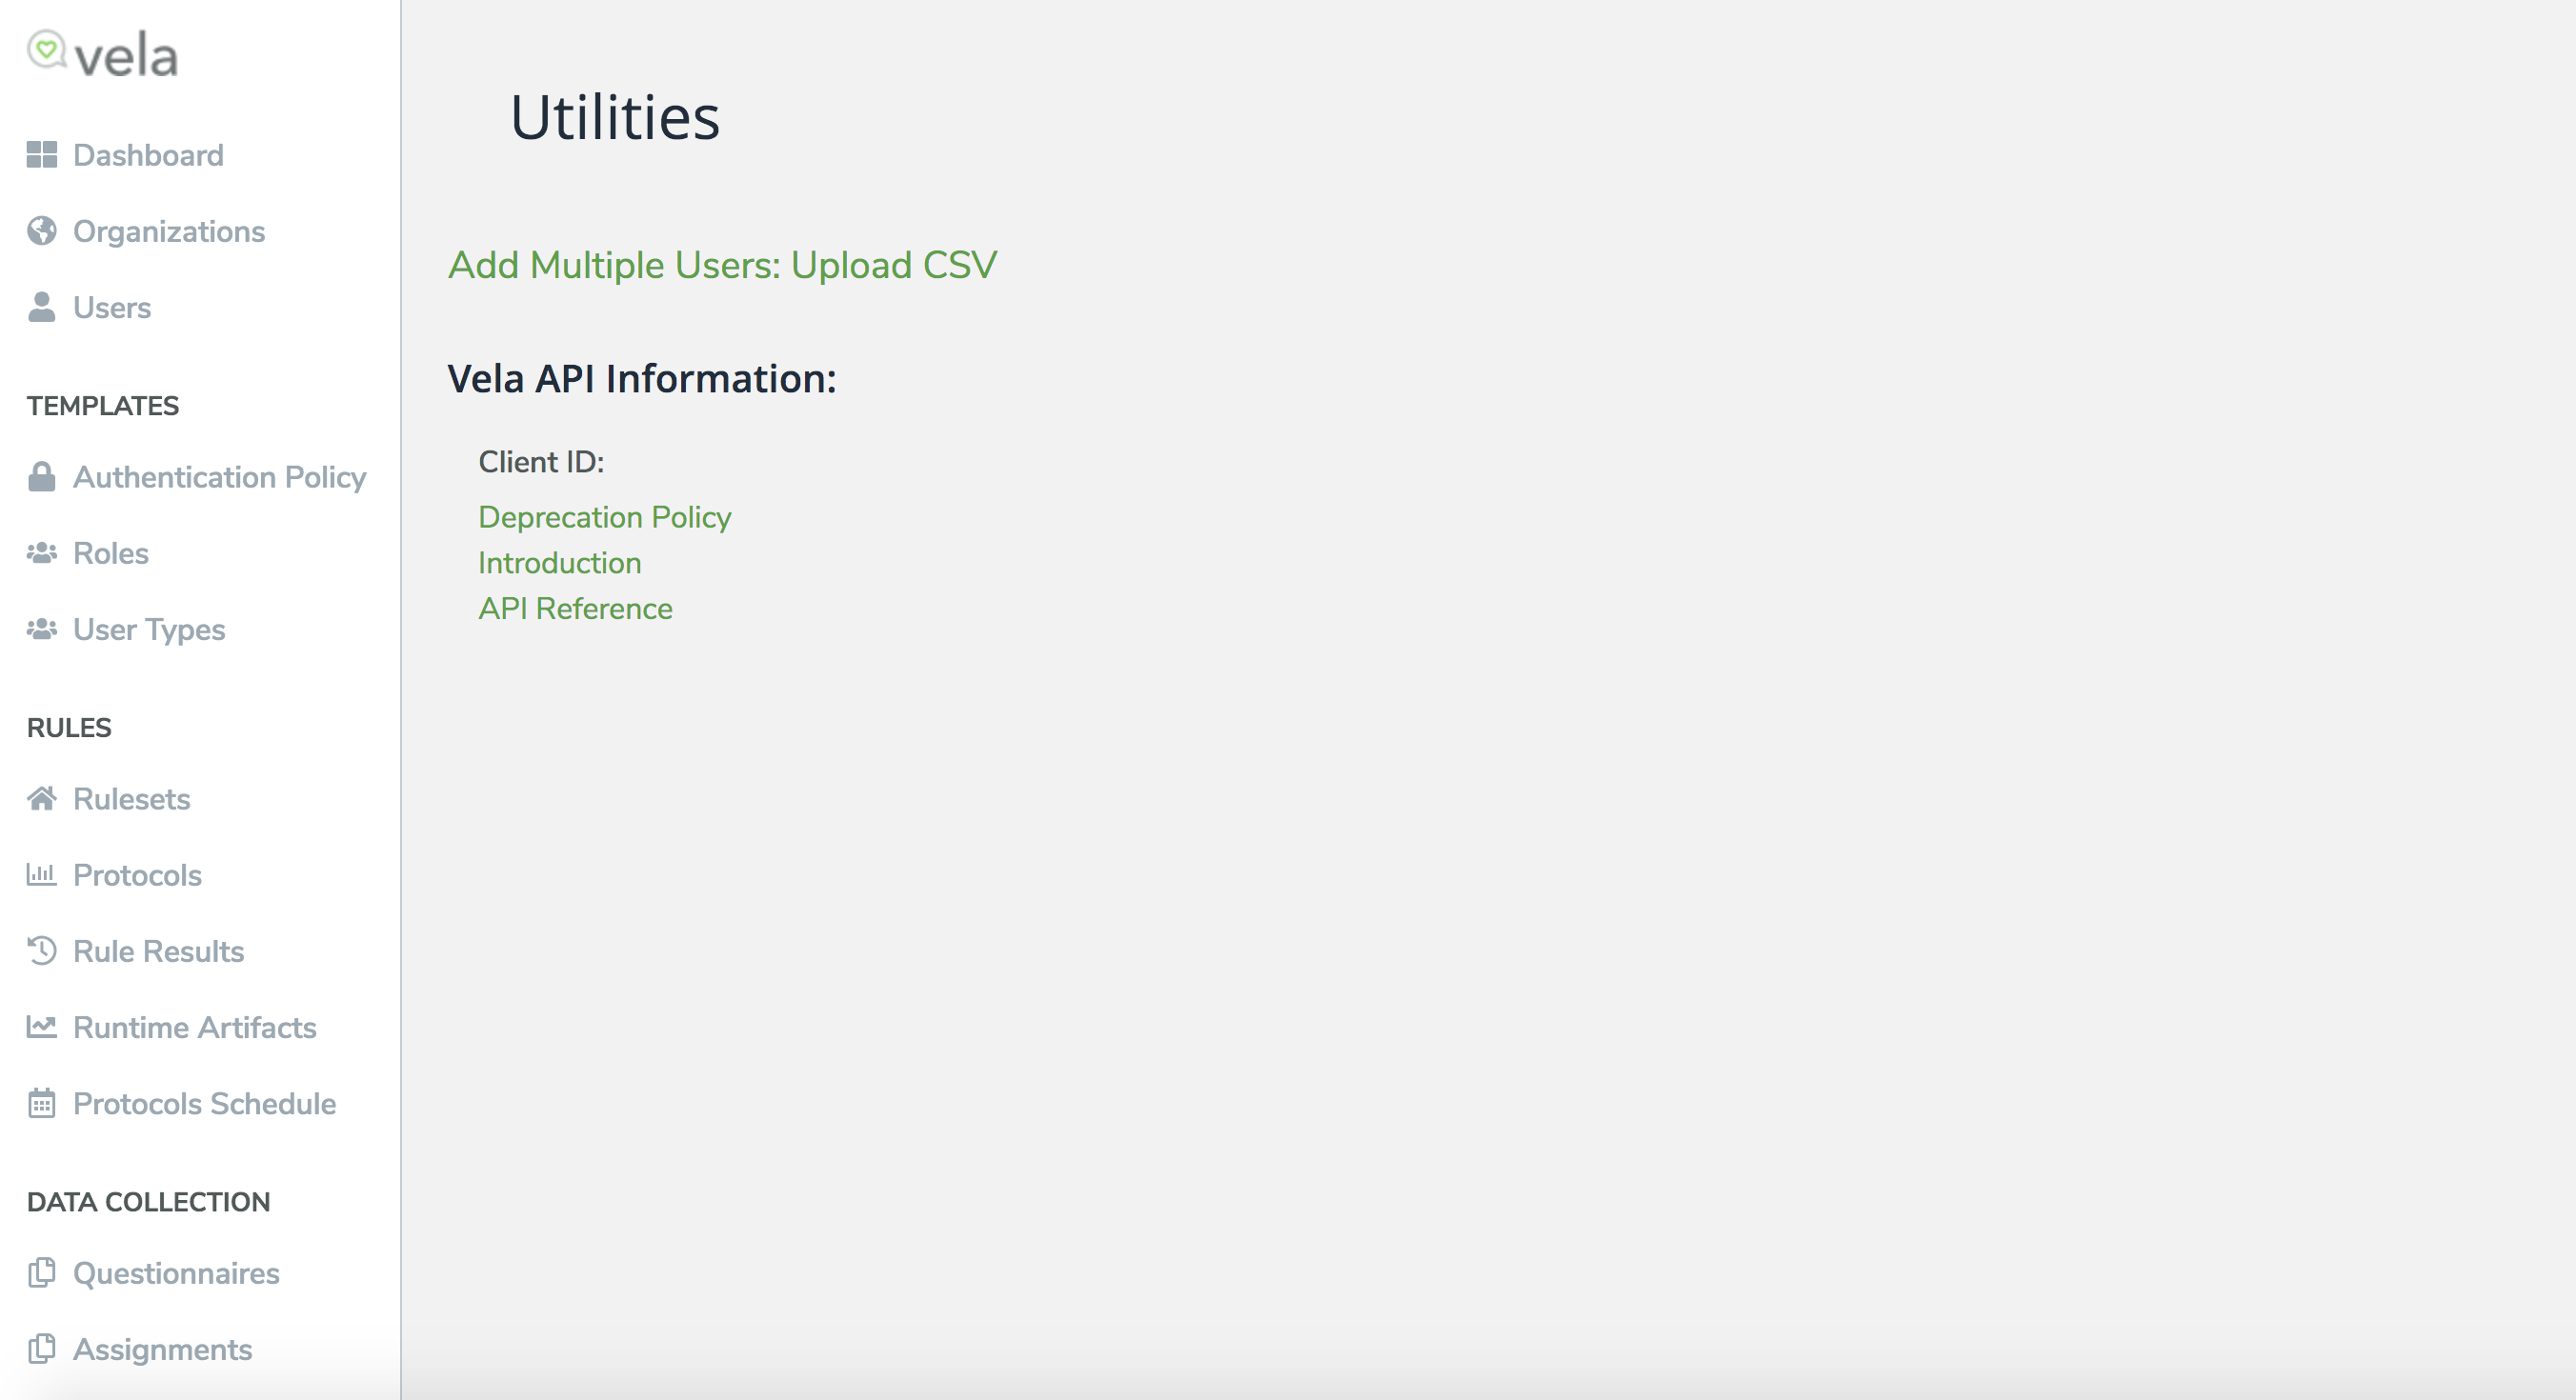 vela
Dashboard
Organizations
Users
TEMPLATES
Authentication Policy
Roles
User Types
RULES
Rulesets
Protocols
Rule Results
Runtime Artifacts
Protocols Schedule
DATA COLLECTION
Questionnaires
Assignments
Utilities
Add Multiple Users: Upload CSV
Vela API Information:
Client ID:
Deprecation Policy
Introduction
API Reference